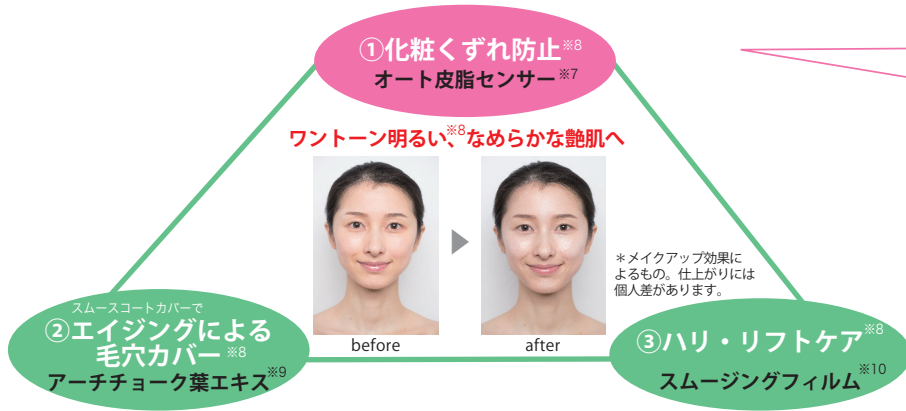 ①化粧くずれ防止※8
オート皮脂センサー※7
ワントーン明るい、※8なめらかな艶肌へ
＊メイクアップ効果に
よるもの。仕上がりには
個人差があります。
before
after
スムースコートカバーで
②エイジングによる
毛穴カバー※8
アーチチョーク葉エキス※9
③ハリ・リフトケア※8
スムージングフィルム※10